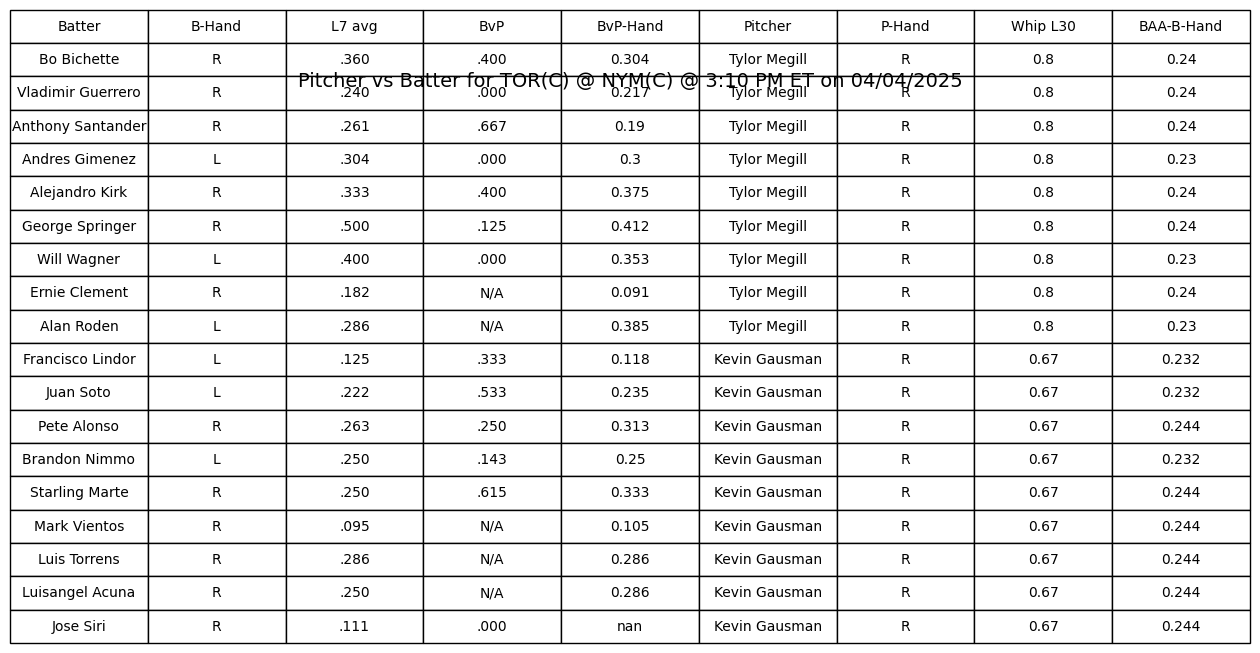 Batter B-Hand L7 avg BvP BvP-Hand Pitcher P-Hand Whip L30 BAA-B-Hand
Bo Bichette R .360 .400 0.304 Tylor Megill R 0.8 0.24
Pitcher vs Batter for TOR(C) @ NYM(C) @ 3:10 PM ET on 04/04/2025
Vladimir Guerrero R .240 .000 0.217 Tylor Megill R 0.8 0.24
Anthony Santander R .261 .667 0.19 Tylor Megill R 0.8 0.24
Andres Gimenez L .304 .000 0.3 Tylor Megill R 0.8 0.23
Alejandro Kirk R .333 .400 0.375 Tylor Megill R 0.8 0.24
George Springer R .500 .125 0.412 Tylor Megill R 0.8 0.24
Will Wagner L .400 .000 0.353 Tylor Megill R 0.8 0.23
Ernie Clement R .182 N/A 0.091 Tylor Megill R 0.8 0.24
Alan Roden L .286 N/A 0.385 Tylor Megill R 0.8 0.23
Francisco Lindor L .125 .333 0.118 Kevin Gausman R 0.67 0.232
Juan Soto L .222 .533 0.235 Kevin Gausman R 0.67 0.232
Pete Alonso R .263 .250 0.313 Kevin Gausman R 0.67 0.244
Brandon Nimmo L .250 .143 0.25 Kevin Gausman R 0.67 0.232
Starling Marte R .250 .615 0.333 Kevin Gausman R 0.67 0.244
Mark Vientos R .095 N/A 0.105 Kevin Gausman R 0.67 0.244
Luis Torrens R .286 N/A 0.286 Kevin Gausman R 0.67 0.244
Luisangel Acuna R .250 N/A 0.286 Kevin Gausman R 0.67 0.244
Jose Siri R .111 .000 nan Kevin Gausman R 0.67 0.244